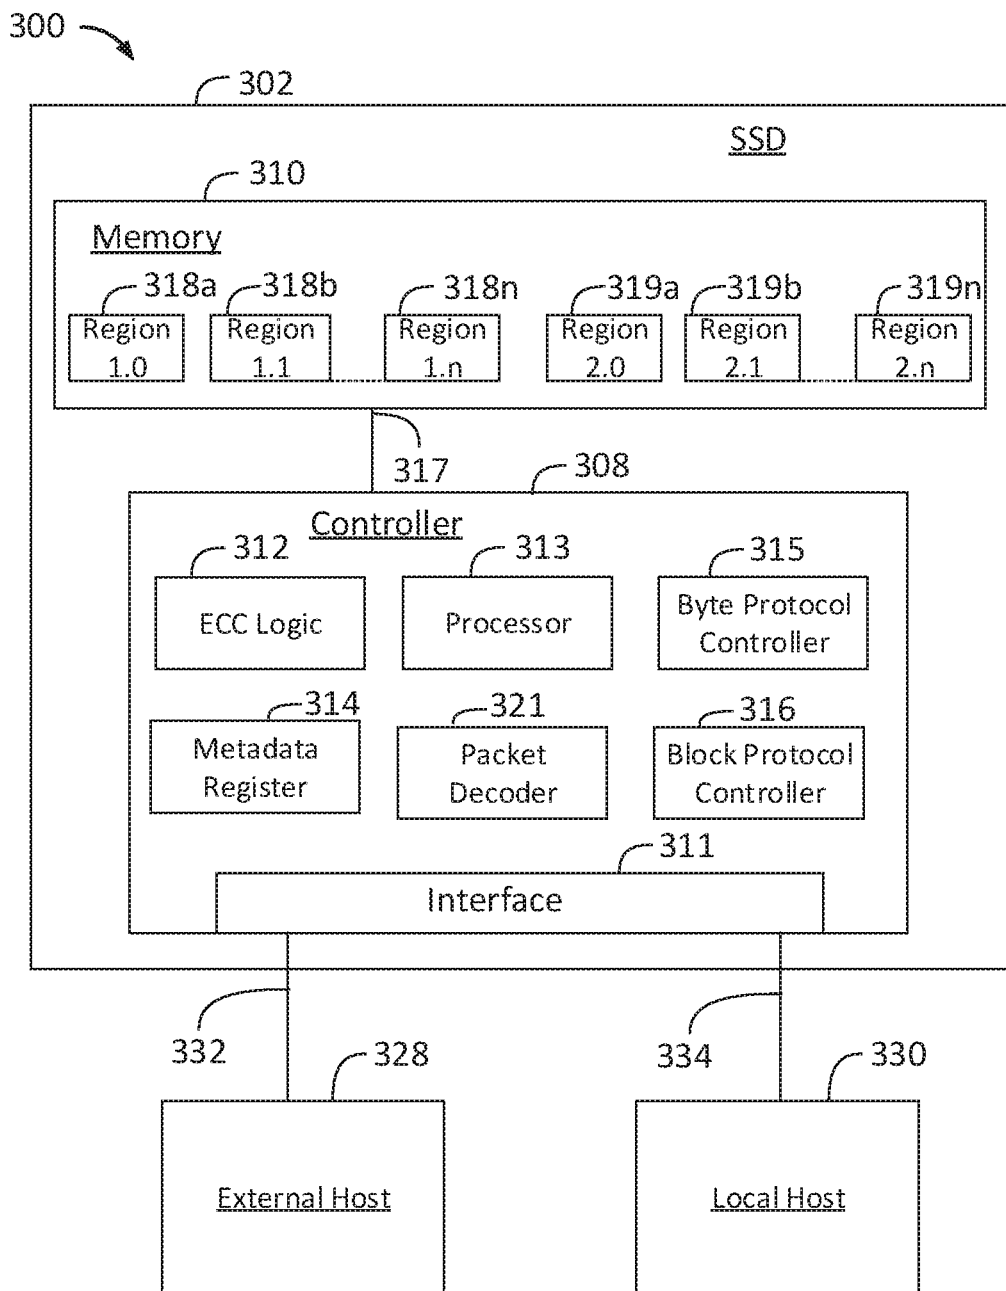 300
302
SSD
310
Memory
318a 318b 318n 319a 319b 319n
Region 1.0
Region 1.1
Region 1.n
Region 2.0
Region 2.1
Region 2.n
317
308
Controller
312
ECC Logic
313
Processor
315
Byte Protocol
Controller
314
Metadata
Register
321
Packet
Decoder
316
Block Protocol
Controller
311
Interface
332
334
328
330
External Host
Local Host